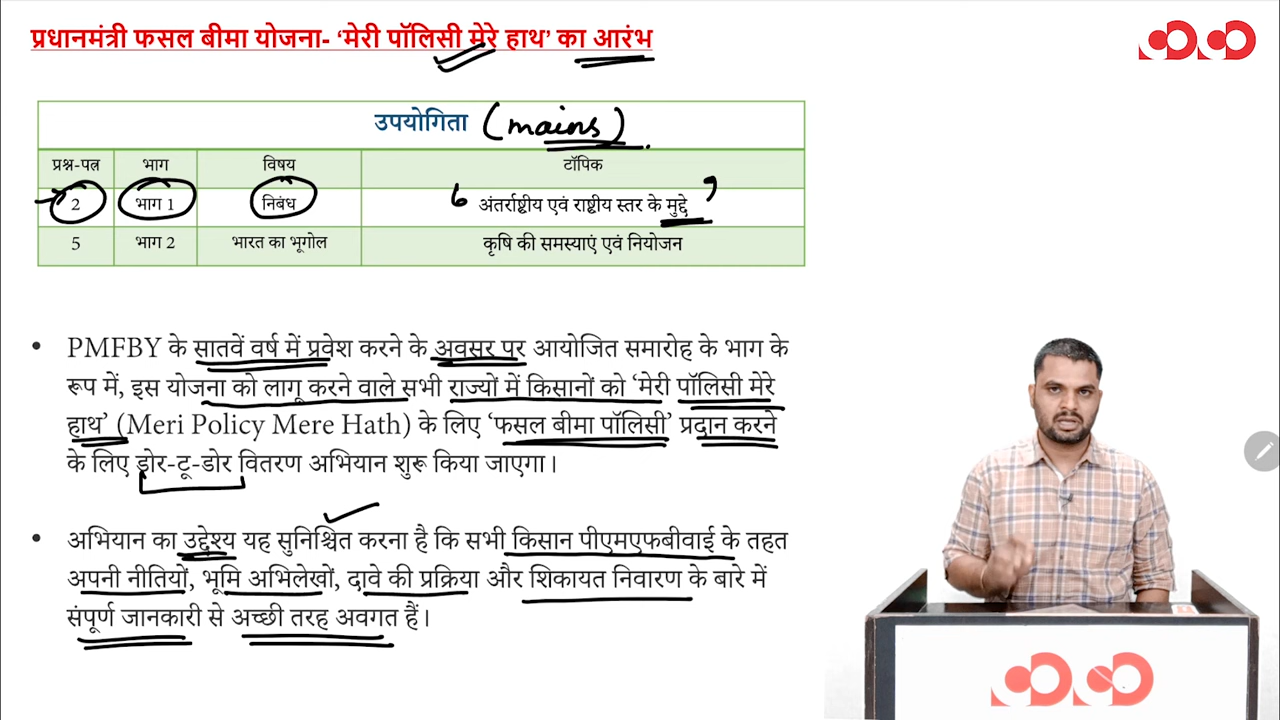 प्रधानमंत्री फसल बीमा योजना- ‘मेरी पॉलिसी मेरे हाथ’ का आरंभ
उपयोगिता (mains)
प्रश्न-पत्र भाग विषय टॉपिक
2 भाग 1 निबंध ‘ अंतर्राष्ट्रीय एवं राष्ट्रीय स्तर के मुद्दे ’
5 भाग 2 भारत का भूगोल कृषि की समस्याएं एवं नियोजन
• PMFBY के सातवें वर्ष में प्रवेश करने के अवसर पर आयोजित समारोह के भाग के
रूप में, इस योजना को लागू करने वाले सभी राज्यों में किसानों को ‘मेरी पॉलिसी मेरे
हाथ’ (Meri Policy Mere Hath) के लिए ‘फसल बीमा पॉलिसी’ प्रदान करने
के लिए डोर-टू-डोर वितरण अभियान शुरू किया जाएगा।
• अभियान का उद्देश्य यह सुनिश्चित करना है कि सभी किसान पीएमएफबीवाई के तहत
अपनी नीतियों, भूमि अभिलेखों, दावे की प्रक्रिया और शिकायत निवारण के बारे में
संपूर्ण जानकारी से अच्छी तरह अवगत हैं।